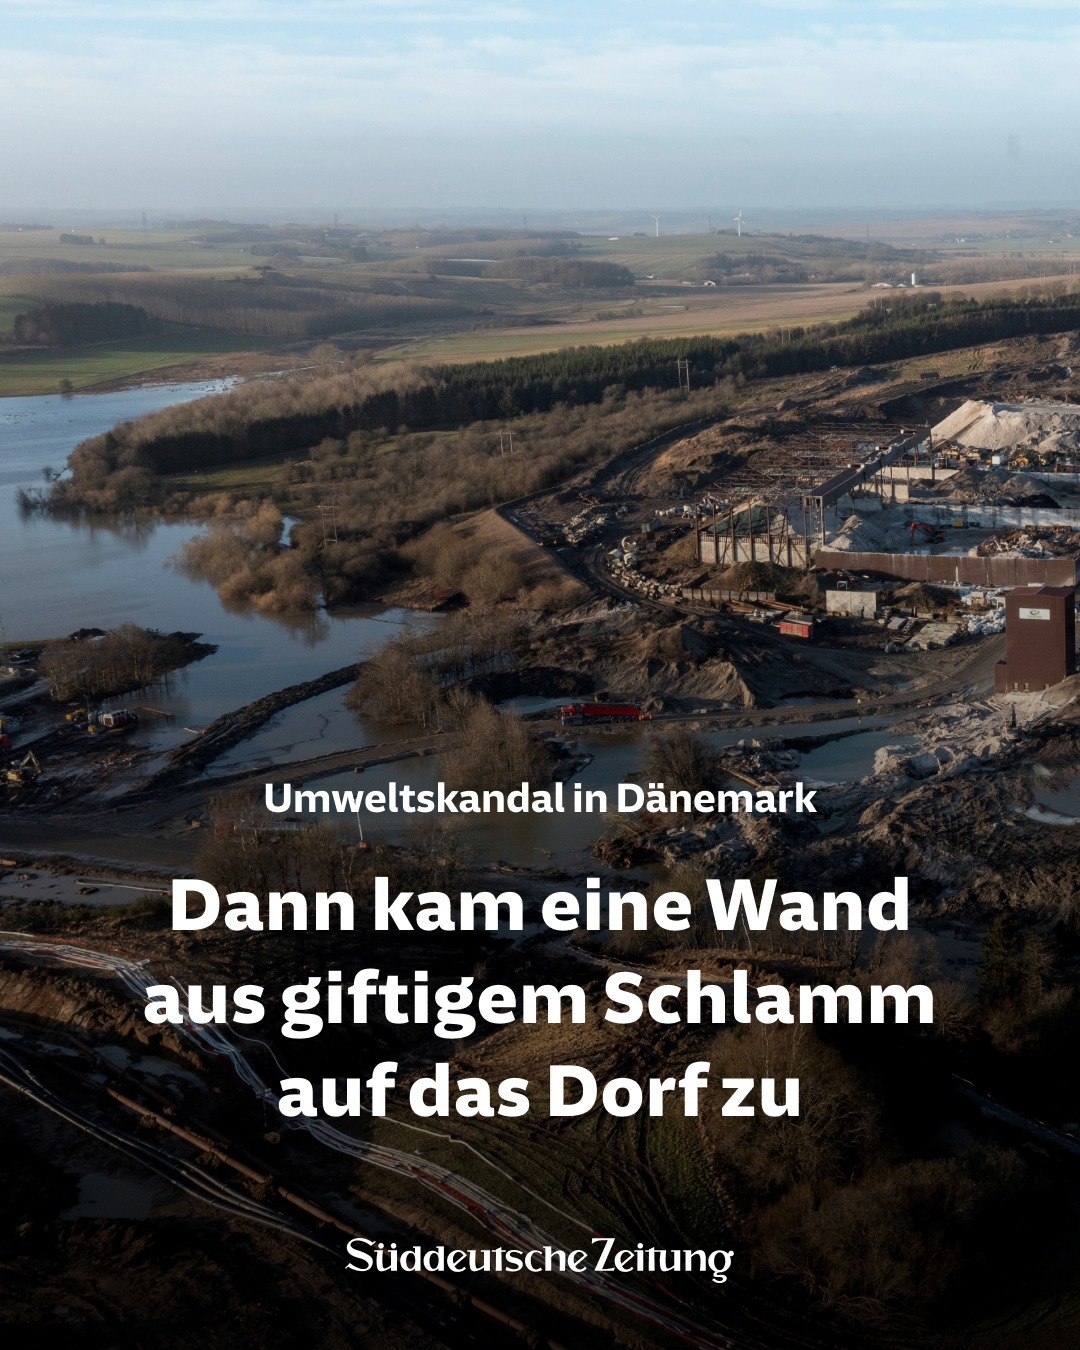 Umweltskandal in Dänemark
Dann kam eine Wand
aus giftigem Schlamm
auf das Dorf zu
Süddeutsche Zeitung